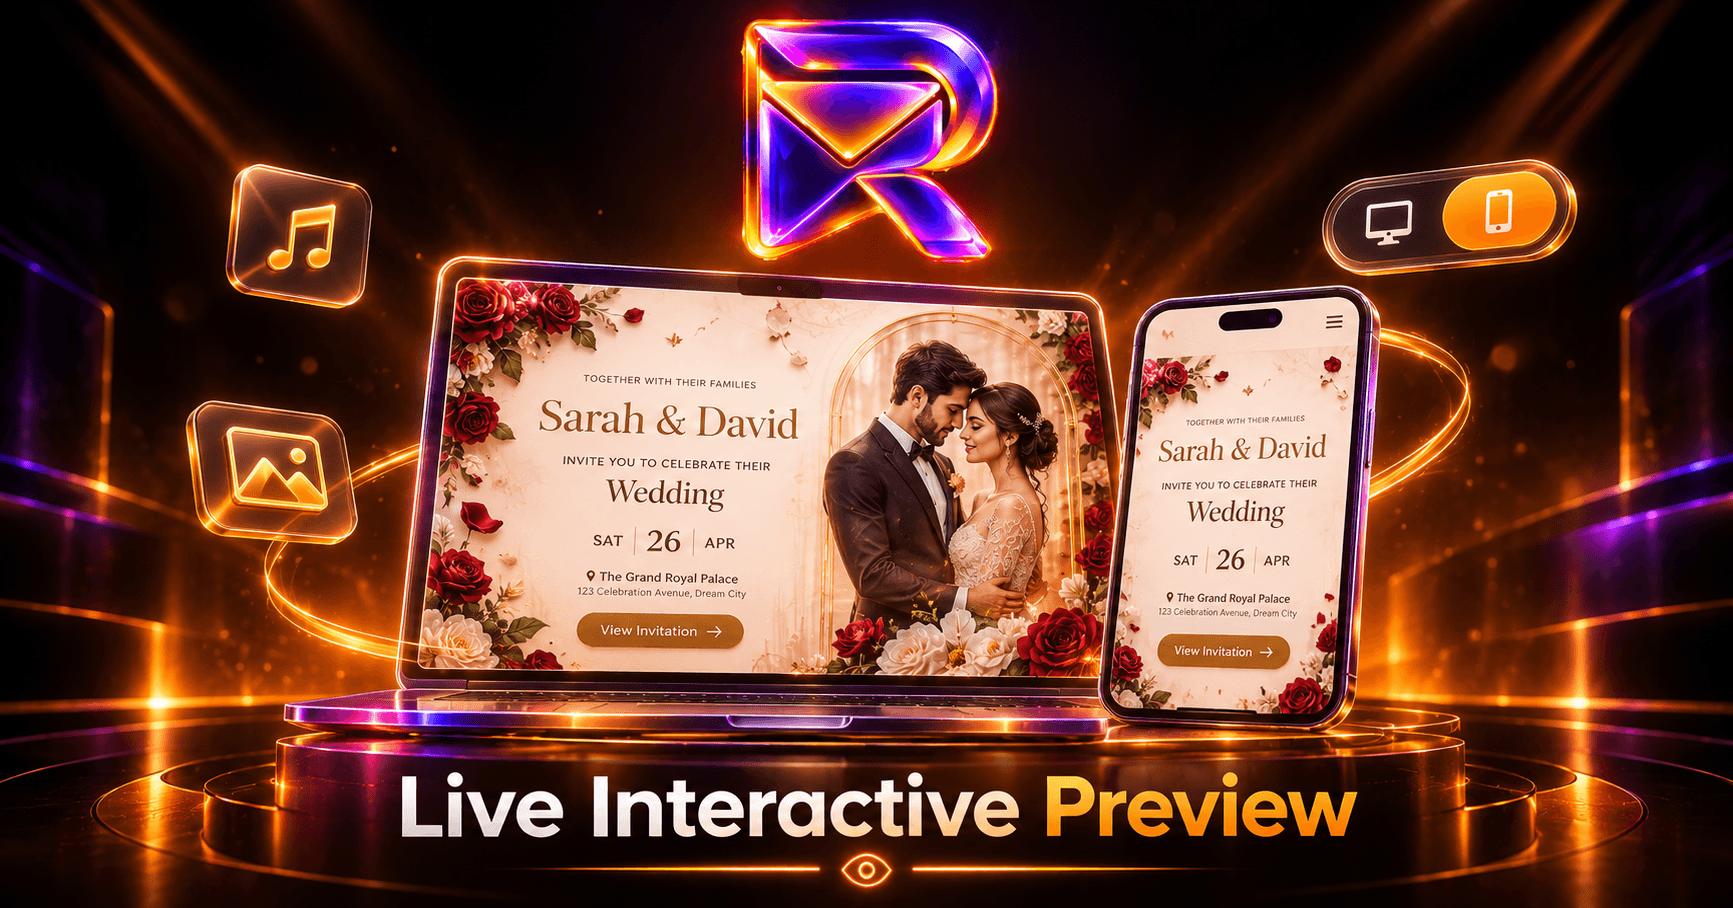 R
TOGETHER WITH THEIR FAMILIES
Sarah & David
INVITE YOU TO CELEBRATE THEIR
Wedding
SAT 26 APR
The Grand Royal Palace
123 Celebration Avenue, Dream City
View Invitation →
TOGETHER WITH THEIR FAMILIES
Sarah & David
INVITE YOU TO CELEBRATE THEIR
Wedding
SAT 26 APR
The Grand Royal Palace
123 Celebration Avenue, Dream City
View Invitation →
Live Interactive Preview